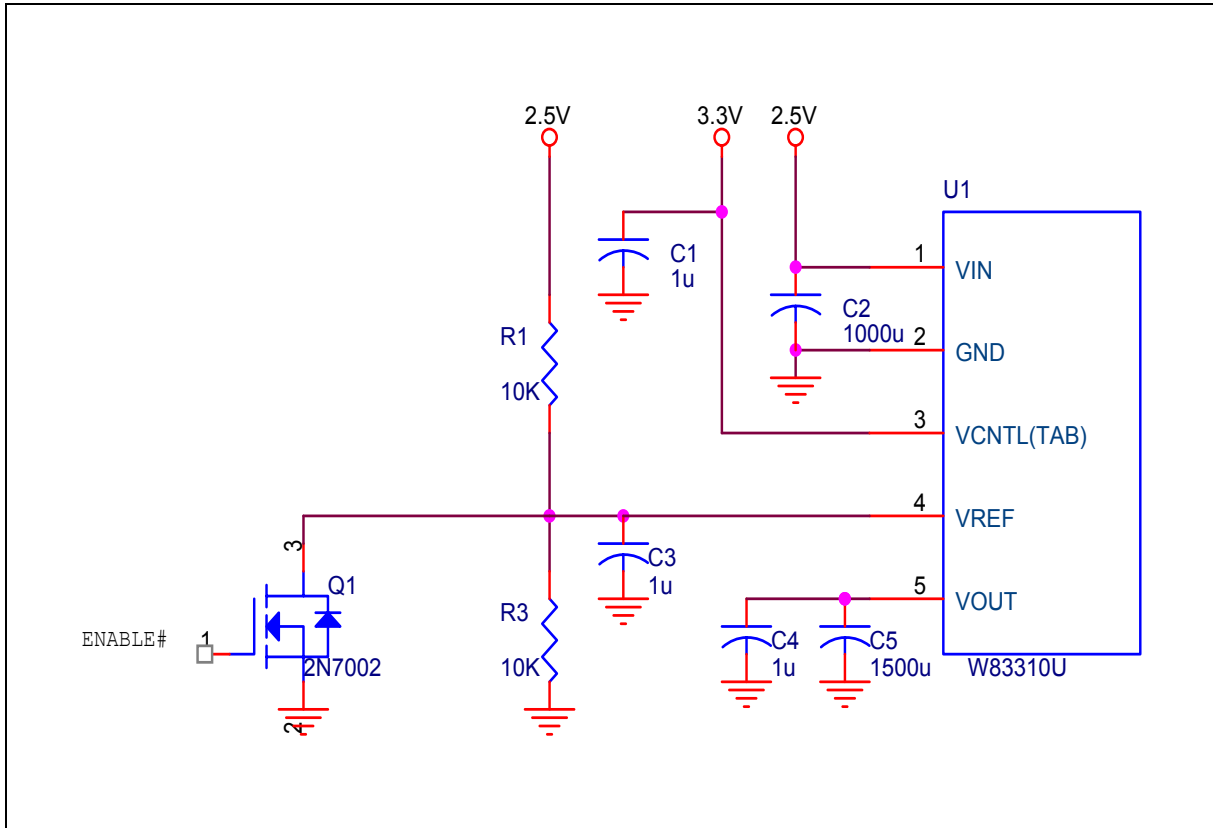 2.5V
3.3V
2.5V
U1
C1
1u
1
VIN
C2
1000u
2
GND
R1
10K
3
VCNTL(TAB)
4
VREF
3
C3
1u
Q1
R3
10K
5
VOUT
ENABLE#
1
2N7002
C4
1u
C5
1500u
W83310U
2